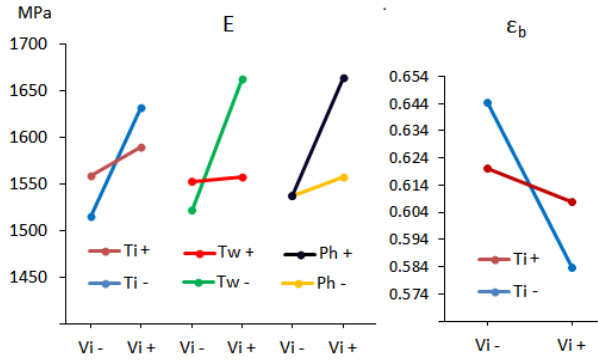 MPa
E
1700
1650
1600
1550
1500
1450
Ti +
Ti -
Tw +
Tw -
Ph +
Ph -
Vi - Vi + Vi - Vi + Vi - Vi +
εb
0.654
0.644
0.634
0.624
0.614
0.604
0.594
0.584
0.574
Ti +
Ti -
Vi - Vi +